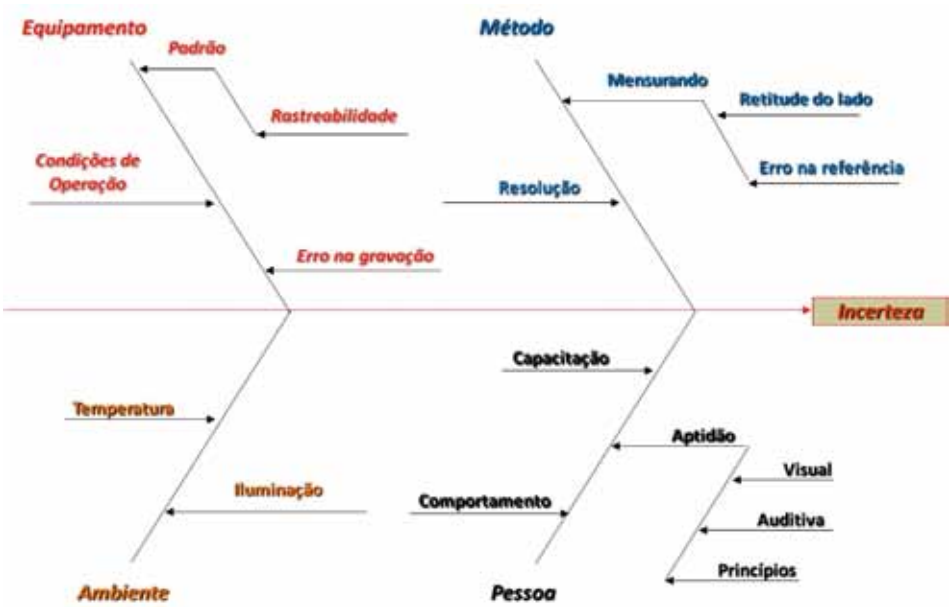 Equipamento
Padrão
Rastreabilidade
Condições de
Operação
Erro na gravação
Método
Mensurando
Retitude do lado
Erro na referência
Resolução
Incerteza
Temperatura
Iluminação
Ambiente
Capacitação
Aptidão
Visual
Auditiva
Princípios
Comportamento
Pessoa